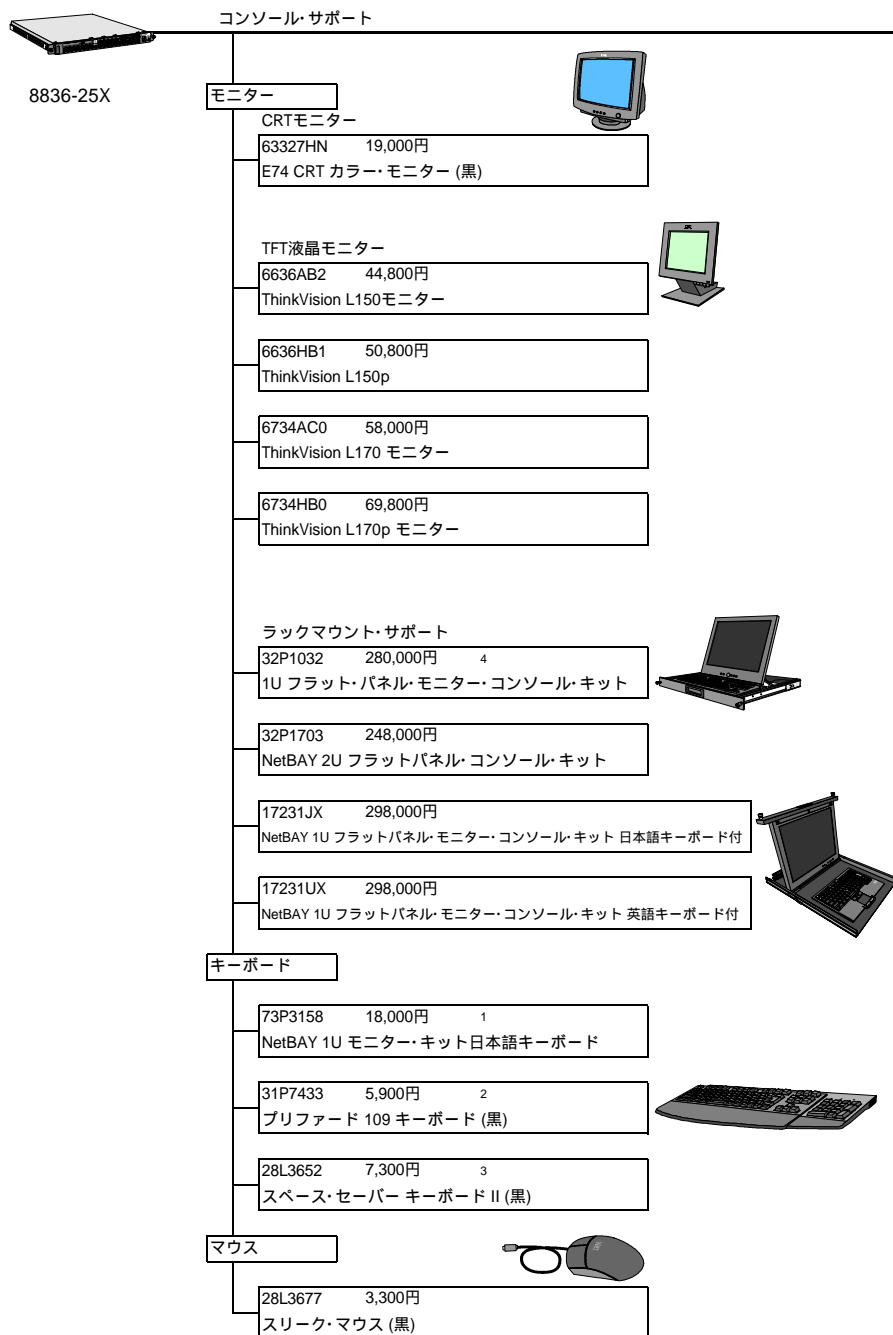 コンソール･サポート
8836-25X
モニター
CRTモニター
63327HN 19,000円
E74 CRT カラー･モニター (黒)
TFT液晶モニター
6636AB2 44,800円
ThinkVision L150モニター
6636HB1 50,800円
ThinkVision L150p
6734AC0 58,000円
ThinkVision L170 モニター
6734HB0 69,800円
ThinkVision L170p モニター
ラックマウント･サポート
32P1032 280,000円 4
1U フラット･パネル･モニター･コンソール･キット
32P1703 248,000円
NetBAY 2U フラットパネル･コンソール･キット
17231JX 298,000円
NetBAY 1U フラットパネル･モニター･コンソール･キット 日本語キーボード付
17231UX 298,000円
NetBAY 1U フラットパネル･モニター･コンソール･キット 英語キーボード付
キーボード
73P3158 18,000円 1
NetBAY 1U モニター･キット日本語キーボード
31P7433 5,900円 2
プリファード 109 キーボード (黒)
28L3652 7,300円 3
スペース･セーバー キーボード II (黒)
マウス
28L3677 3,300円
スリーク･マウス (黒)